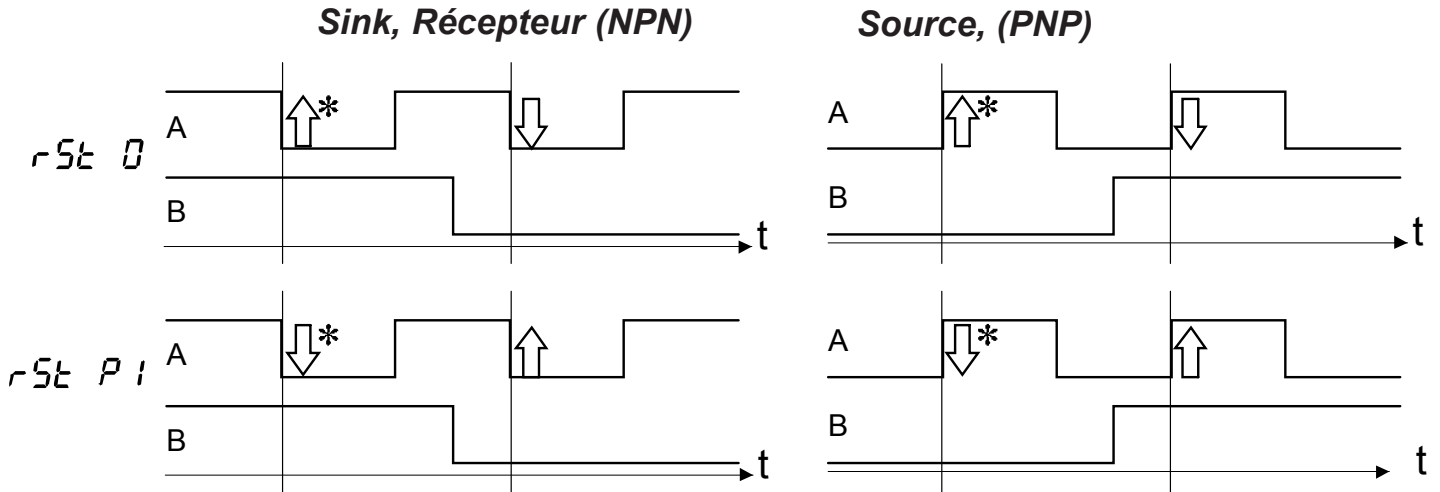 Sink, Récepteur (NPN) Source, (PNP)
rSt 0
A * A *
B B
t t
rSt P1
A * A *
B B
t t